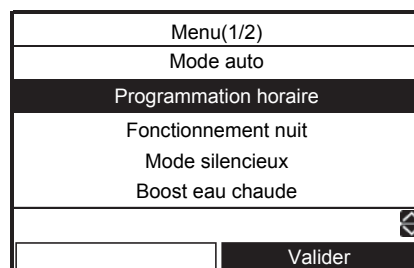 Menu(1/2)
Mode auto
Programmation horaire
Fonctionnement nuit
Mode silencieux
Boost eau chaude
Valider